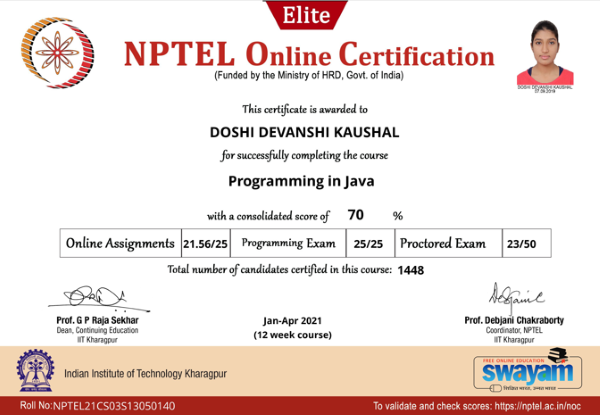 Elite
NPTEL Online Certification
(Funded by the Ministry of HRD, Govt. of India)
DOSHI DEVANSHI KAUSHAL
07.09.2019
This certificate is awarded to
DOSHI DEVANSHI KAUSHAL
for successfully completing the course
Programming in Java
with a consolidated score of 70 %
Online Assignments 21.56/25 Programming Exam 25/25 Proctored Exam 23/50
Total number of candidates certified in this course: 1448
Prof. G P Raja Sekhar
Dean, Continuing Education
IIT Kharagpur
Jan-Apr 2021
(12 week course)
Prof. Debjani Chakraborty
Coordinator, NPTEL
IIT Kharagpur
Indian Institute of Technology Kharagpur
FREE ONLINE EDUCATION
swayam
शिक्षित भारत, उन्नत भारत
Roll No:NPTEL21CS03S13050140
To validate and check scores: https://nptel.ac.in/noc